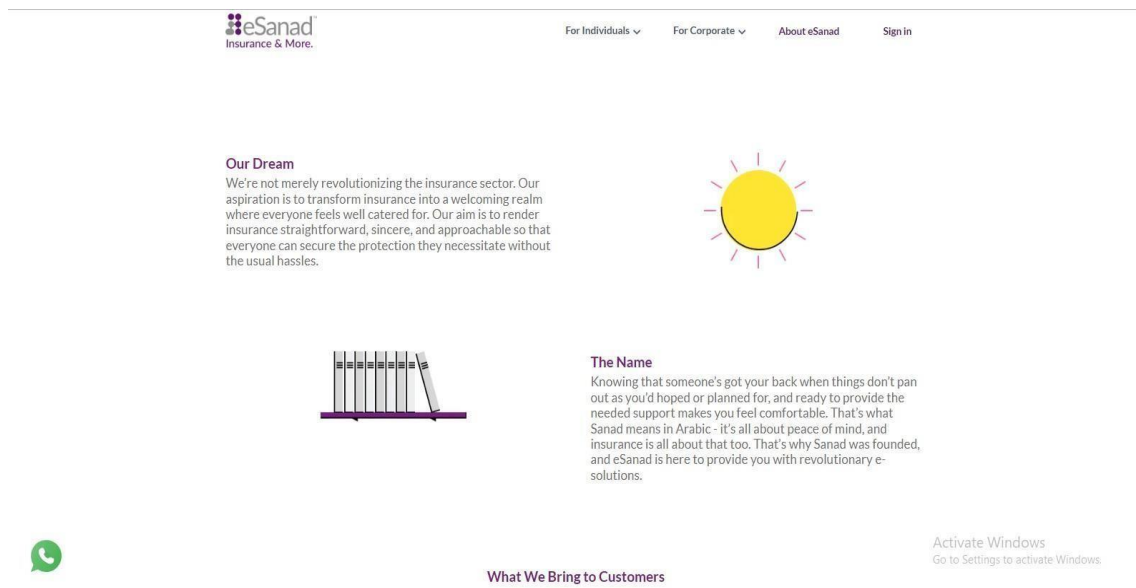 eSanad
Insurance & More.
For Individuals
For Corporate
About eSanad
Sign in
Our Dream
We're not merely revolutionizing the insurance sector. Our
aspiration is to transform insurance into a welcoming realm
where everyone feels well catered for. Our aim is to render
insurance straightforward, sincere, and approachable so that
everyone can secure the protection they necessitate without
the usual hassles.
The Name
Knowing that someone's got your back when things don't pan
out as you'd hoped or planned for, and ready to provide the
needed support makes you feel comfortable. That's what
Sanad means in Arabic - it's all about peace of mind, and
insurance is all about that too. That's why Sanad was founded,
and eSanad is here to provide you with revolutionary e-
solutions.
Activate Windows
Go to Settings to activate Windows.
What We Bring to Customers